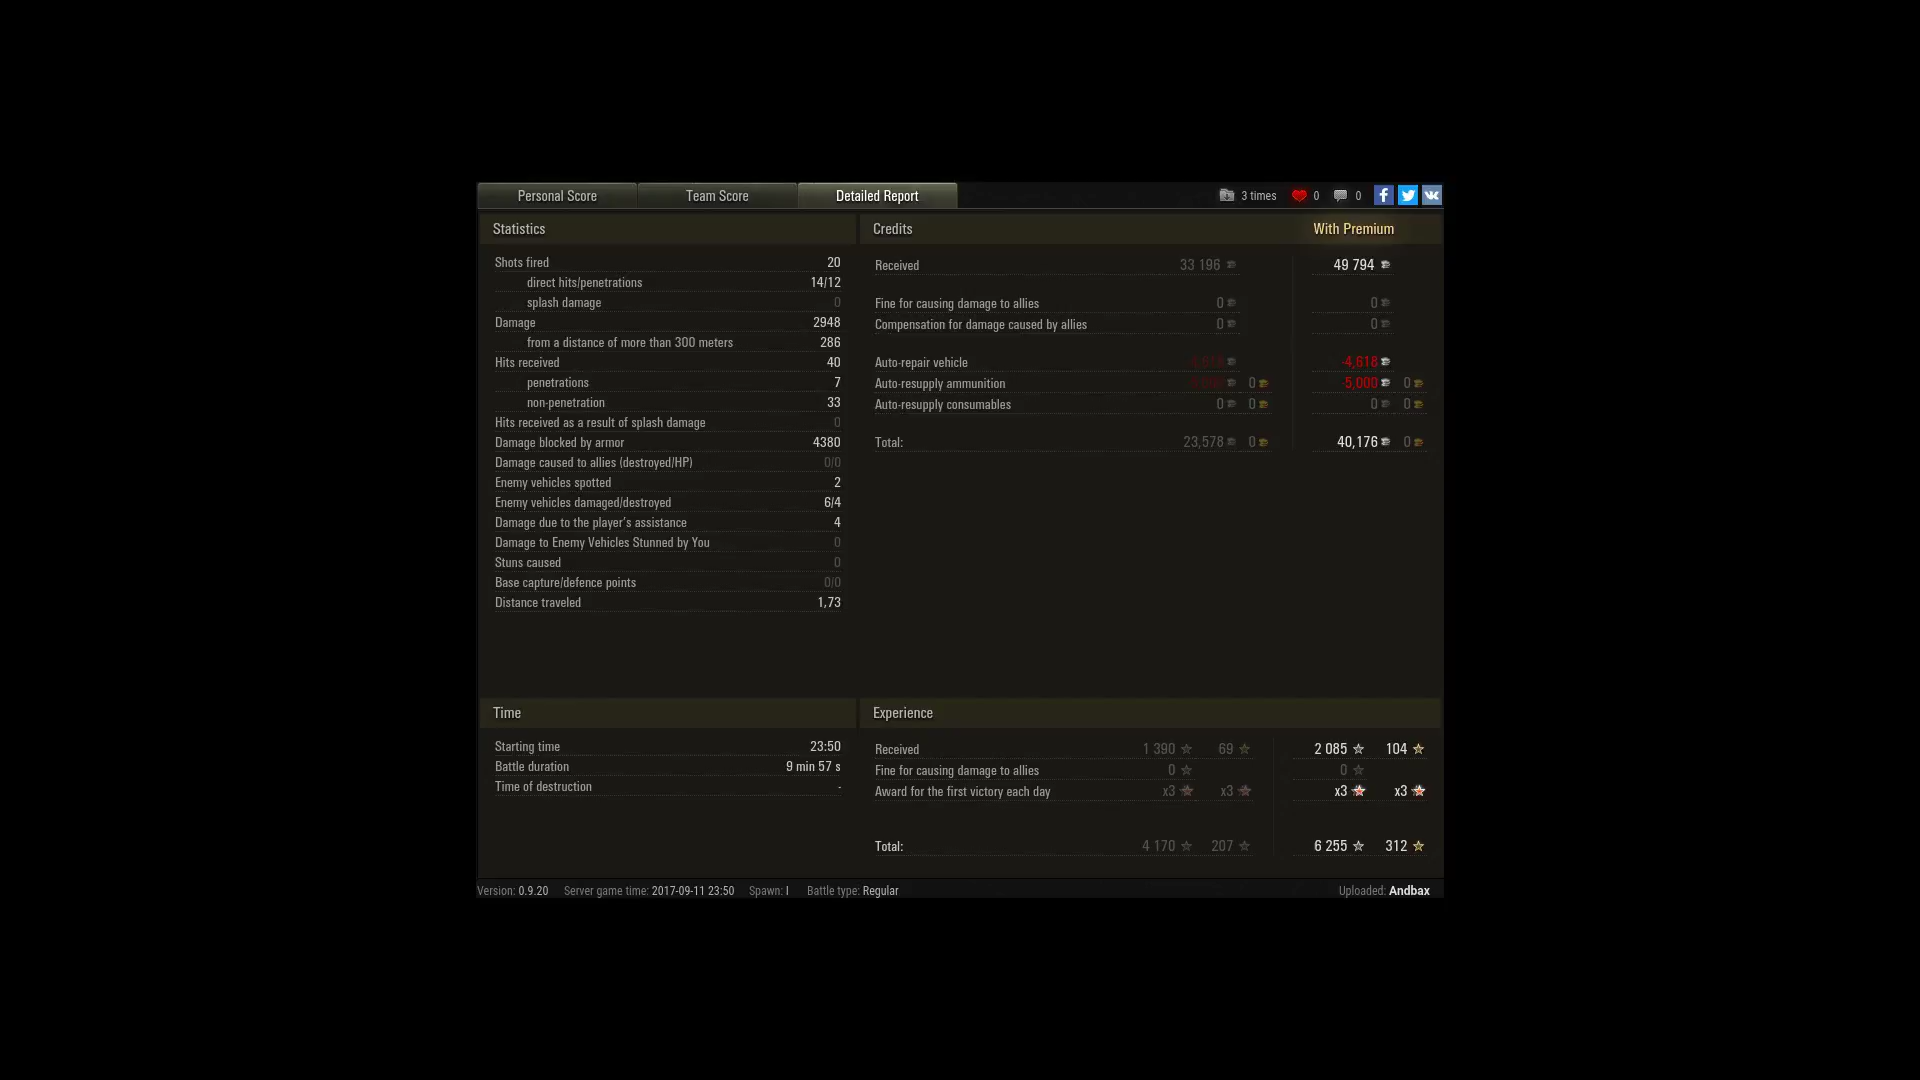 Personal Score Team Score Detailed Report 3 times 0 0
Statistics
Shots fired 20
direct hits/penetrations 14/12
splash damage 0
Damage 2948
from a distance of more than 300 meters 286
Hits received 40
penetrations 7
non-penetration 33
Hits received as a result of splash damage 0
Damage blocked by armor 4380
Damage caused to allies (destroyed/HP) 0/0
Enemy vehicles spotted 2
Enemy vehicles damaged/destroyed 6/4
Damage due to the player's assistance 4
Damage to Enemy Vehicles Stunned by You 0
Stuns caused 0
Base capture/defence points 0/0
Distance traveled 1,73
Credits With Premium
Received 33 196 49 794
Fine for causing damage to allies 0 0
Compensation for damage caused by allies 0 0
Auto-repair vehicle -4,618
Auto-resupply ammunition 0 -5,000 0
Auto-resupply consumables 0 0 0 0
Total: 23,578 0 40,176 0
Time
Starting time 23:50
Battle duration 9 min 57 s
Time of destruction -
Experience
Received 1 390 69 2 085 104
Fine for causing damage to allies 0 0
Award for the first victory each day x3 x3 x3 x3
Total: 4 170 207 6 255 312
Version: 0.9.20 Server game time: 2017-09-11 23:50 Spawn: I Battle type: Regular Uploaded: Andbax